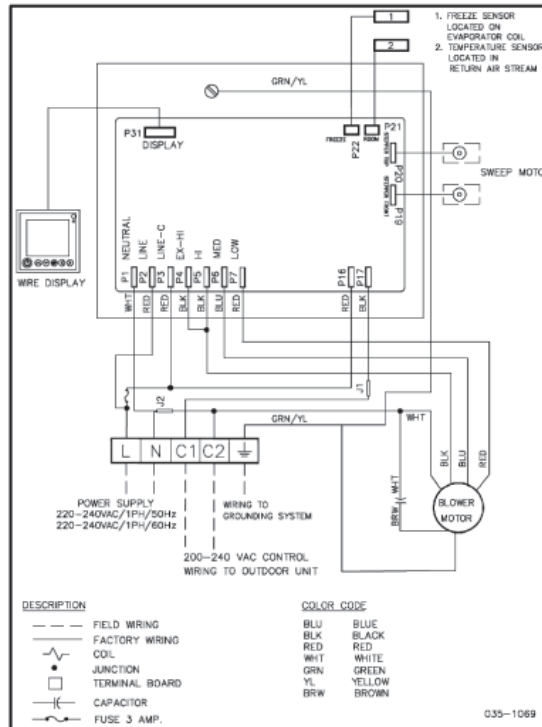 1
2
1. FREEZE SENSOR
LOCATED ON
EVAPORATOR COIL
2. TEMPERATURE SENSOR
LOCATED IN
RETURN AIR STREAM
GRN/YL
P31
DISPLAY
FREEZE
P22
ROOM
P21
STEPPER TOP
P20
STEPPER FRONT
P19
SWEEP MOTO
WIRE DISPLAY
NEUTRAL
LINE
LINE-C
EX-HI
HI
MED
LOW
P1
P2
P3
P4
P5
P6
P7
P16
P17
WHT
RED
RED
BLK
BLK
BLU
RED
RED
BLK
J1
J2
GRN/YL
WHT
L
N
C1
C2
BLK
BLU
RED
WHT
BRW
BLOWER
MOTOR
POWER SUPPLY
220-240VAC/1PH/50Hz
220-240VAC/1PH/60Hz
WIRING TO
GROUNDING SYSTEM
200-240 VAC CONTROL
WIRING TO OUTDOOR UNIT
DESCRIPTION
FIELD WIRING
FACTORY WIRING
COIL
JUNCTION
TERMINAL BOARD
CAPACITOR
FUSE 3 AMP.
COLOR CODE
BLU BLUE
BLK BLACK
RED RED
WHT WHITE
GRN GREEN
YL YELLOW
BRW BROWN
035-1069